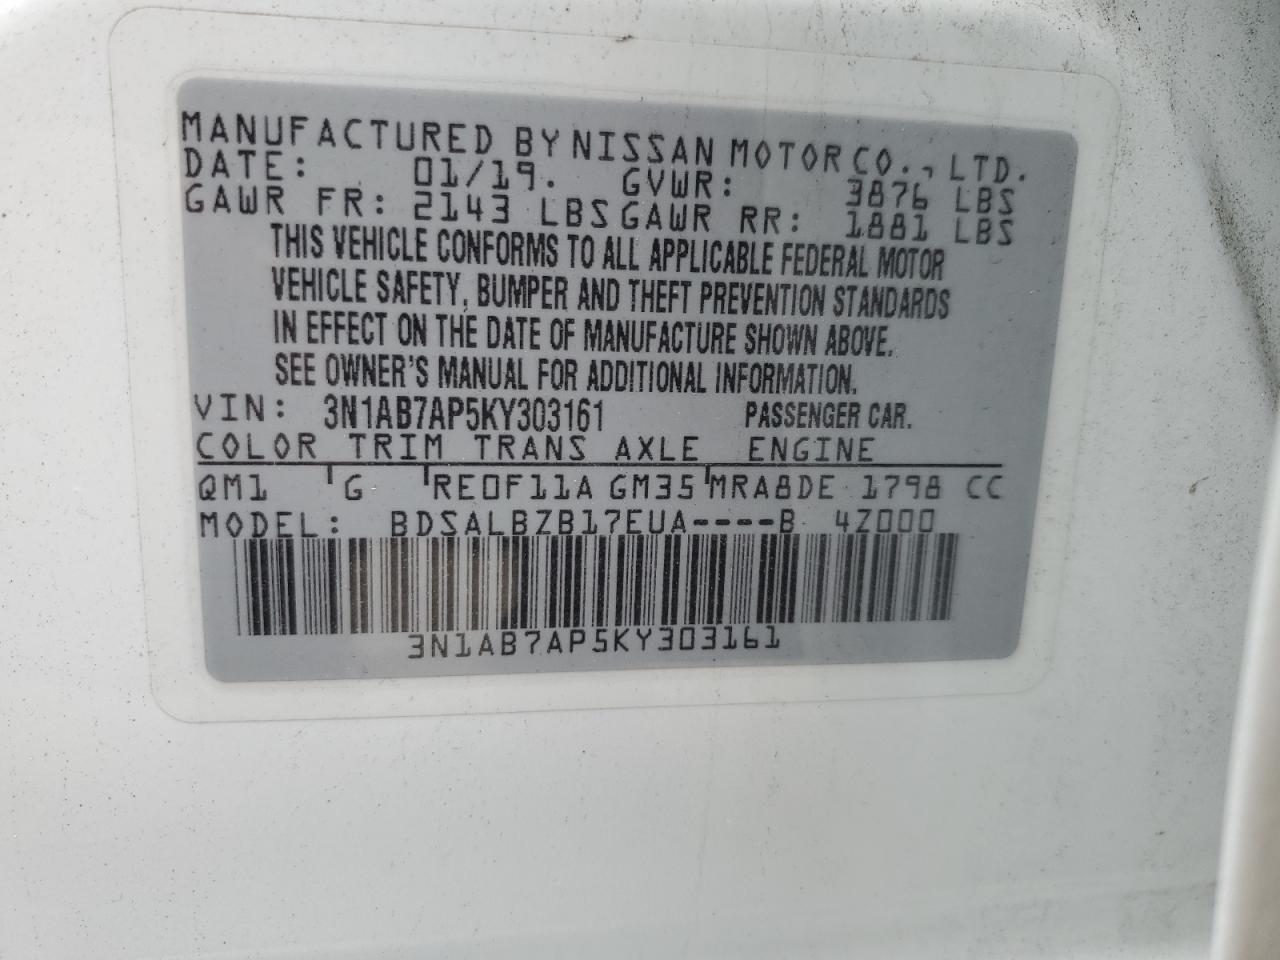 MANUFACTURED BY NISSAN MOTOR CO., LTD.
DATE: 01/19. GVWR: 3876 LBS
GAWR FR: 2143 LBS GAWR RR: 1881 LBS
THIS VEHICLE CONFORMS TO ALL APPLICABLE FEDERAL MOTOR
VEHICLE SAFETY, BUMPER AND THEFT PREVENTION STANDARDS
IN EFFECT ON THE DATE OF MANUFACTURE SHOWN ABOVE.
SEE OWNER'S MANUAL FOR ADDITIONAL INFORMATION.
VIN: 3N1AB7AP5KY303161 PASSENGER CAR.
COLOR TRIM TRANS AXLE ENGINE
QM1 G RE0F11A GM35 MRA8DE 1798 CC
MODEL: BDSALBZB17EUA----B 4Z000
3N1AB7AP5KY303161